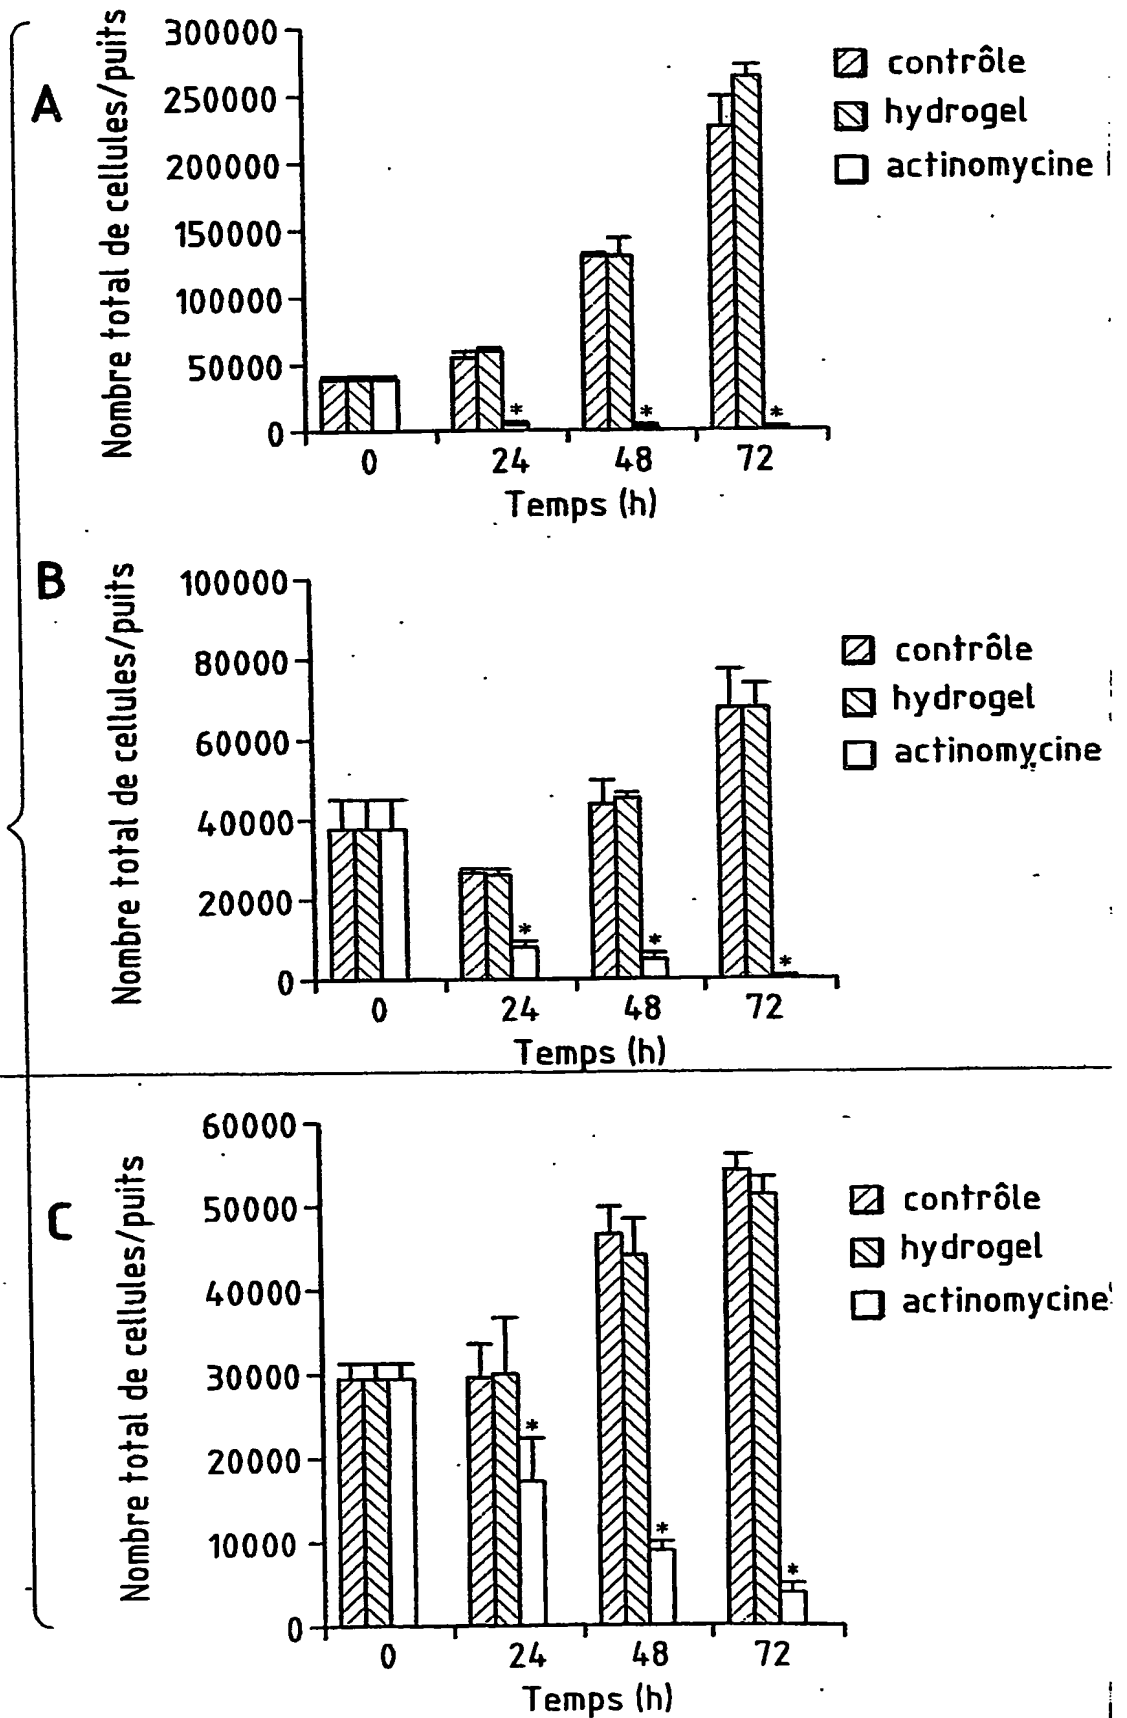 A
Nombre total de cellules/puits
300000
250000
200000
150000
100000
50000
0
* * *
0 24 48 72
Temps (h)
contrôle
hydrogel
actinomycine
B
Nombre total de cellules/puits
100000
80000
60000
40000
20000
0
* * *
0 24 48 72
Temps (h)
contrôle
hydrogel
actinomycine
C
Nombre total de cellules/puits
60000
50000
40000
30000
20000
10000
0
* * *
0 24 48 72
Temps (h)
contrôle
hydrogel
actinomycine